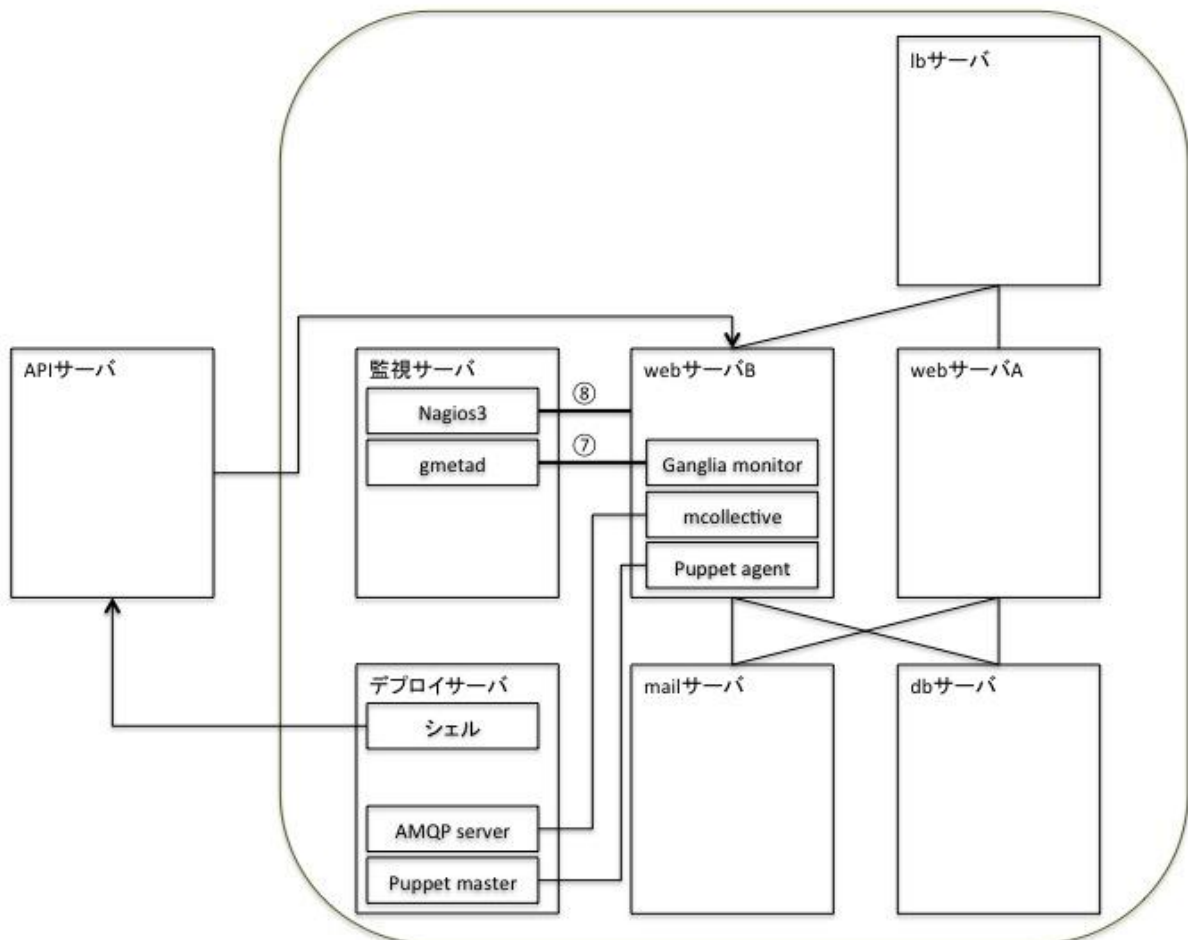 lbサーバ
APIサーバ
監視サーバ
Nagios3
gmetad
⑧
⑦
webサーバB
Ganglia monitor
mcollective
Puppet agent
webサーバA
デプロイサーバ
シェル
AMQP server
Puppet master
mailサーバ
dbサーバ